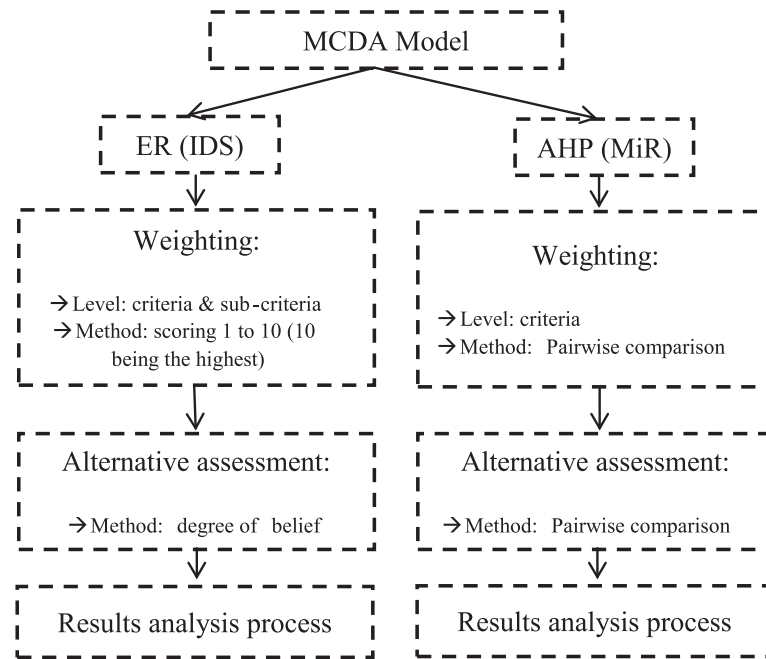 MCDA Model
ER (IDS)
AHP (MiR)
Weighting:
→ Level: criteria & sub-criteria
→ Method: scoring 1 to 10 (10
being the highest)
Weighting:
→ Level: criteria
→ Method: Pairwise comparison
Alternative assessment:
→ Method: degree of belief
Alternative assessment:
→ Method: Pairwise comparison
Results analysis process
Results analysis process